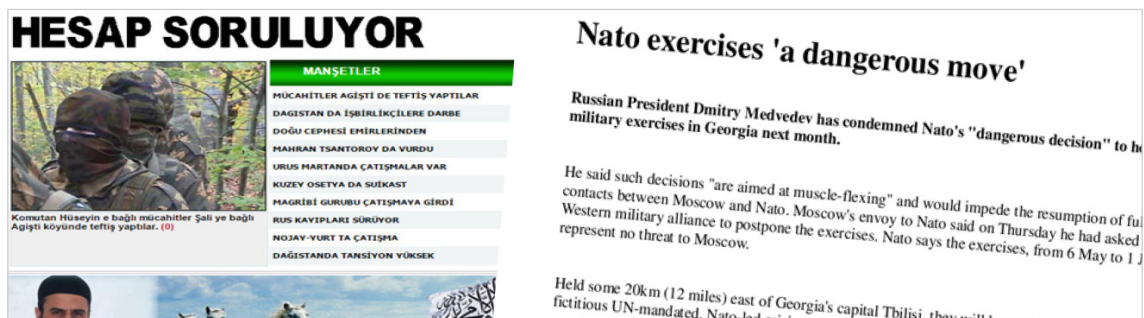 HESAP SORULUYOR
MANŞETLER
MÜCAHİTLER AGİŞTİ DE TEFTİŞ YAPTILAR
DAGISTAN DA İŞBİRLİKÇİLERE DARBE
DOĞU CEPHESİ EMİRLERİNDEN
MAHRAN TSANTOROY DA VURDU
URUS MARTANDA ÇATIŞMALAR VAR
KUZEY OSETYA DA SUİKAST
MAGRİBİ GURUBU ÇATIŞMAYA GİRDİ
RUS KAYIPLARI SÜRÜYOR
NOJAY-YURT TA ÇATIŞMA
DAĞISTANDA TANSİYON YÜKSEK
Komutan Hüseyin e bağlı mücahitler Şali ye bağlı
Agişti köyünde teftiş yaptılar. (0)
Nato exercises 'a dangerous move'
Russian President Dmitry Medvedev has condemned Nato's "dangerous decision" to
military exercises in Georgia next month.
He said such decisions "are aimed at muscle-flexing" and would impede the resumption of
contacts between Moscow and Nato. Moscow's envoy to Nato said on Thursday he had asked
Western military alliance to postpone the exercises. Nato says the exercises, from 6 May to 1
represent no threat to Moscow.
Held some 20km (12 miles) east of Georgia's capital Tbilisi, they will
fictitious UN-mandated, Nato-led